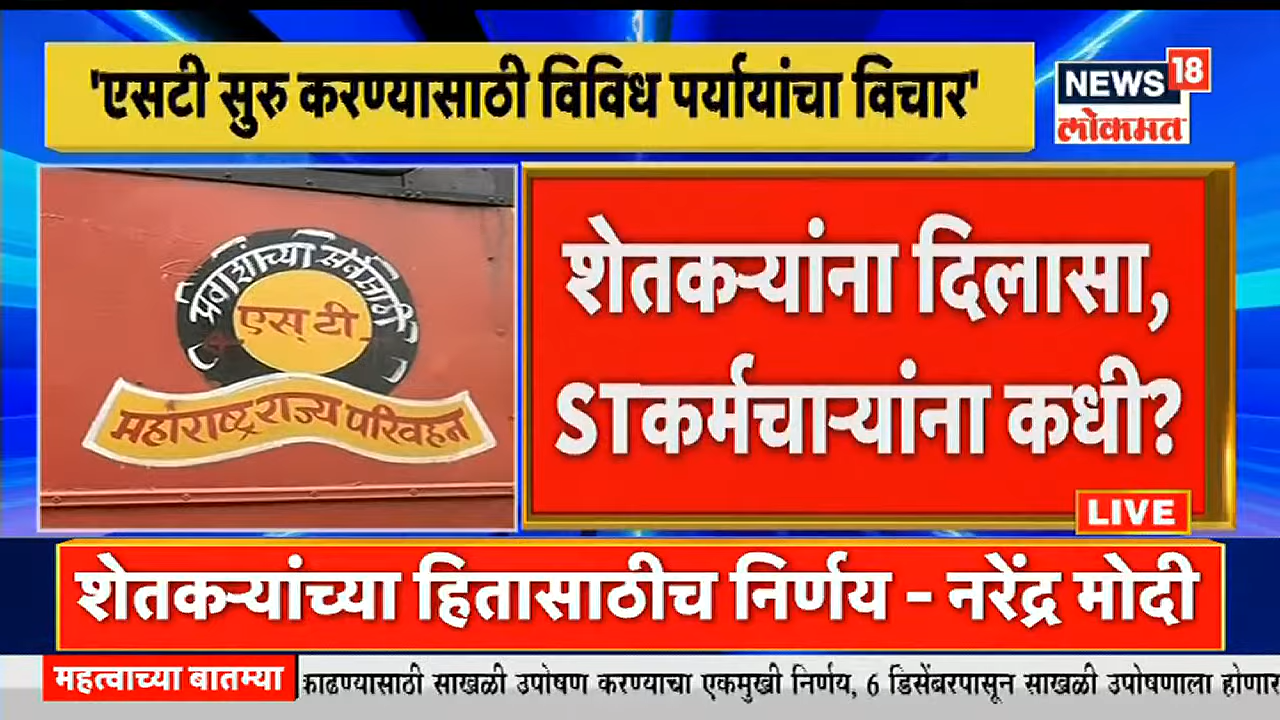 'एसटी सुरु करण्यासाठी विविध पर्यायांचा विचार'
NEWS 18
लोकमत
प्रवाशांच्या सेवेसाठी
एस् टी
महाराष्ट्र राज्य परिवहन
शेतकऱ्यांना दिलासा,
STकर्मचाऱ्यांना कधी?
LIVE
शेतकऱ्यांच्या हितासाठीच निर्णय - नरेंद्र मोदी
महत्वाच्या बातम्या
काढण्यासाठी साखळी उपोषण करण्याचा एकमुखी निर्णय, 6 डिसेंबरपासून साखळी उपोषणाला होणार